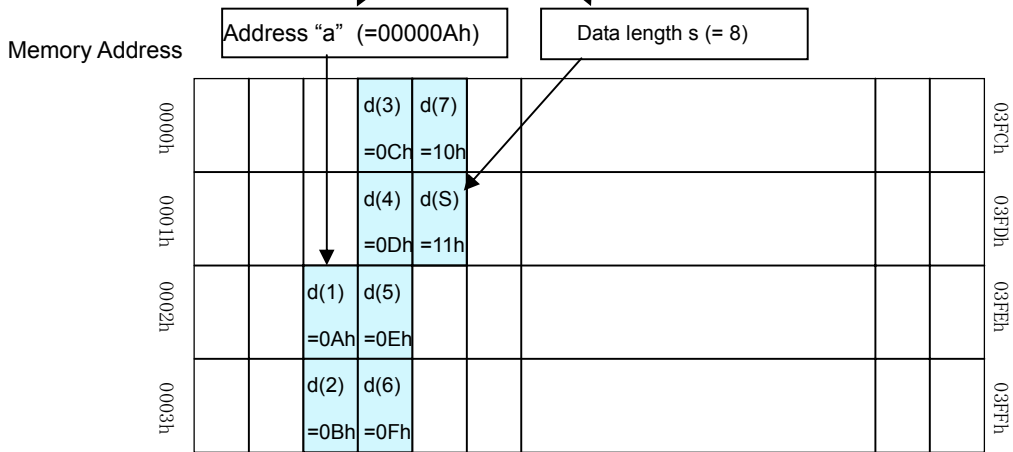 Address “a” (=00000Ah)
Data length s (= 8)
Memory Address
0000h
d(3)
d(7)
03FCh
=0Ch
=10h
0001h
d(4)
d(S)
03FDh
=0Dh
=11h
0002h
d(1)
d(5)
03FEh
=0Ah
=0Eh
0003h
d(2)
d(6)
03FFh
=0Bh
=0Fh